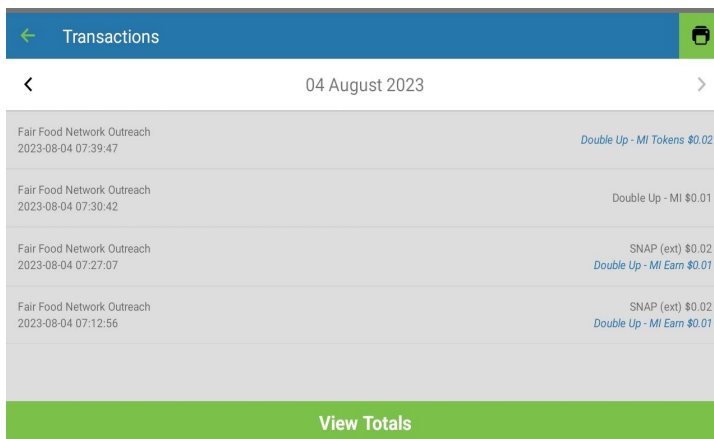 Transactions
04 August 2023
Fair Food Network Outreach
2023-08-04 07:39:47
Double Up - MI Tokens $0.02
Fair Food Network Outreach
2023-08-04 07:30:42
Double Up - MI $0.01
Fair Food Network Outreach
2023-08-04 07:27:07
SNAP (ext) $0.02
Double Up - MI Earn $0.01
Fair Food Network Outreach
2023-08-04 07:12:56
SNAP (ext) $0.02
Double Up - MI Earn $0.01
View Totals